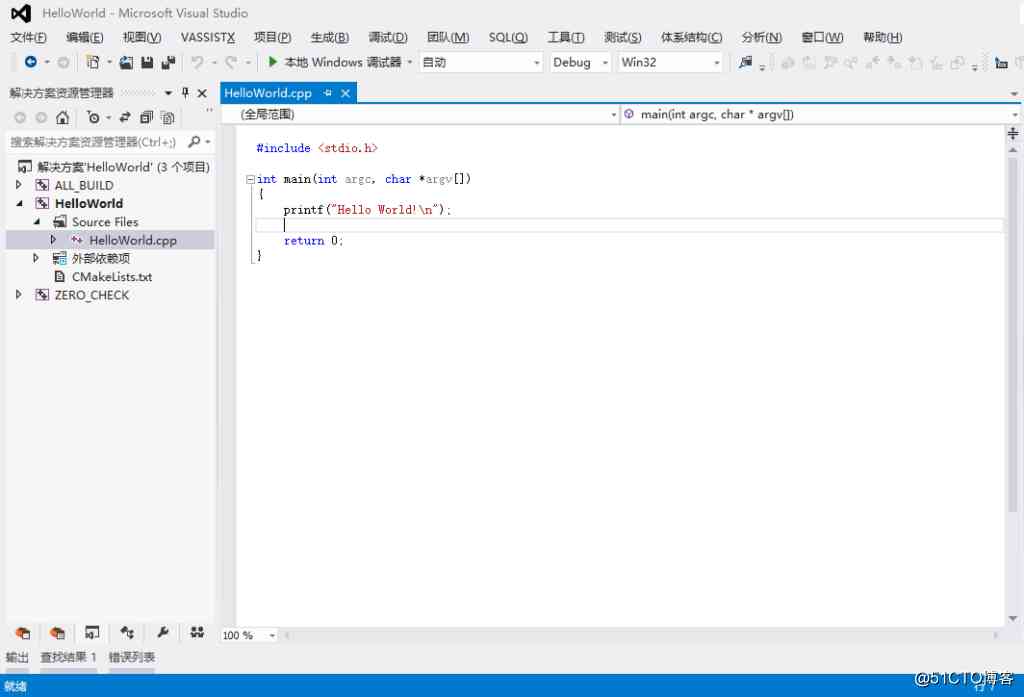 HelloWorld - Microsoft Visual Studio
文件(F) 编辑(E) 视图(V) VASSISTX 项目(P) 生成(B) 调试(D) 团队(M) SQL(Q) 工具(T) 测试(S) 体系结构(C) 分析(N) 窗口(W) 帮助(H)
本地 Windows 调试器 自动 Debug Win32
解决方案资源管理器
HelloWorld.cpp
(全局范围) main(int argc, char * argv[])
搜索解决方案资源管理器(Ctrl+;)
解决方案'HelloWorld' (3 个项目)
ALL_BUILD
HelloWorld
Source Files
HelloWorld.cpp
外部依赖项
CMakeLists.txt
ZERO_CHECK
#include <stdio.h>
int main(int argc, char *argv[])
{
printf("Hello World!\n");
return 0;
}
100 %
输出 查找结果 1 错误列表
就绪
行 7
@51CTO博客